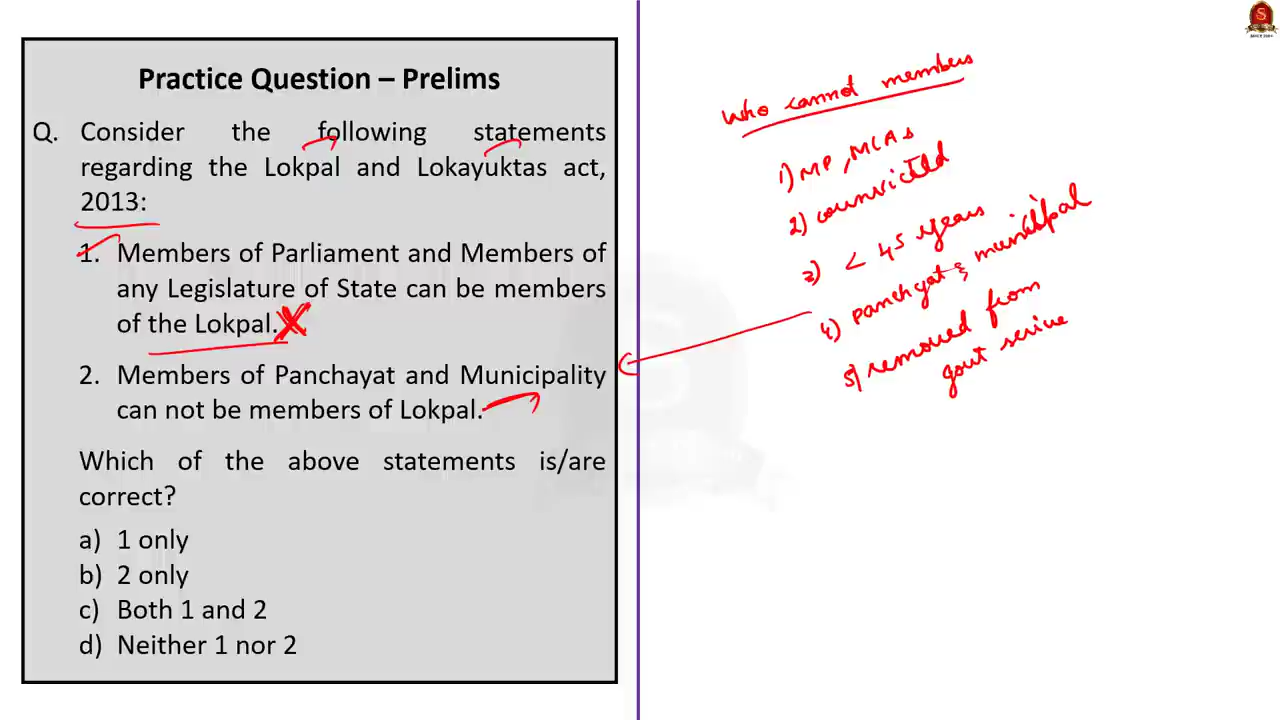 Practice Question – Prelims
Q. Consider the following statements
regarding the Lokpal and Lokayuktas act,
2013:
1. Members of Parliament and Members of
any Legislature of State can be members
of the Lokpal.
2. Members of Panchayat and Municipality
can not be members of Lokpal.
Which of the above statements is/are
correct?
a) 1 only
b) 2 only
c) Both 1 and 2
d) Neither 1 nor 2
Who cannot members
1) MP, MLAs
2) counvicted
3) < 45 years
4) panchyat & municipal
5) removed from
gout serive
S